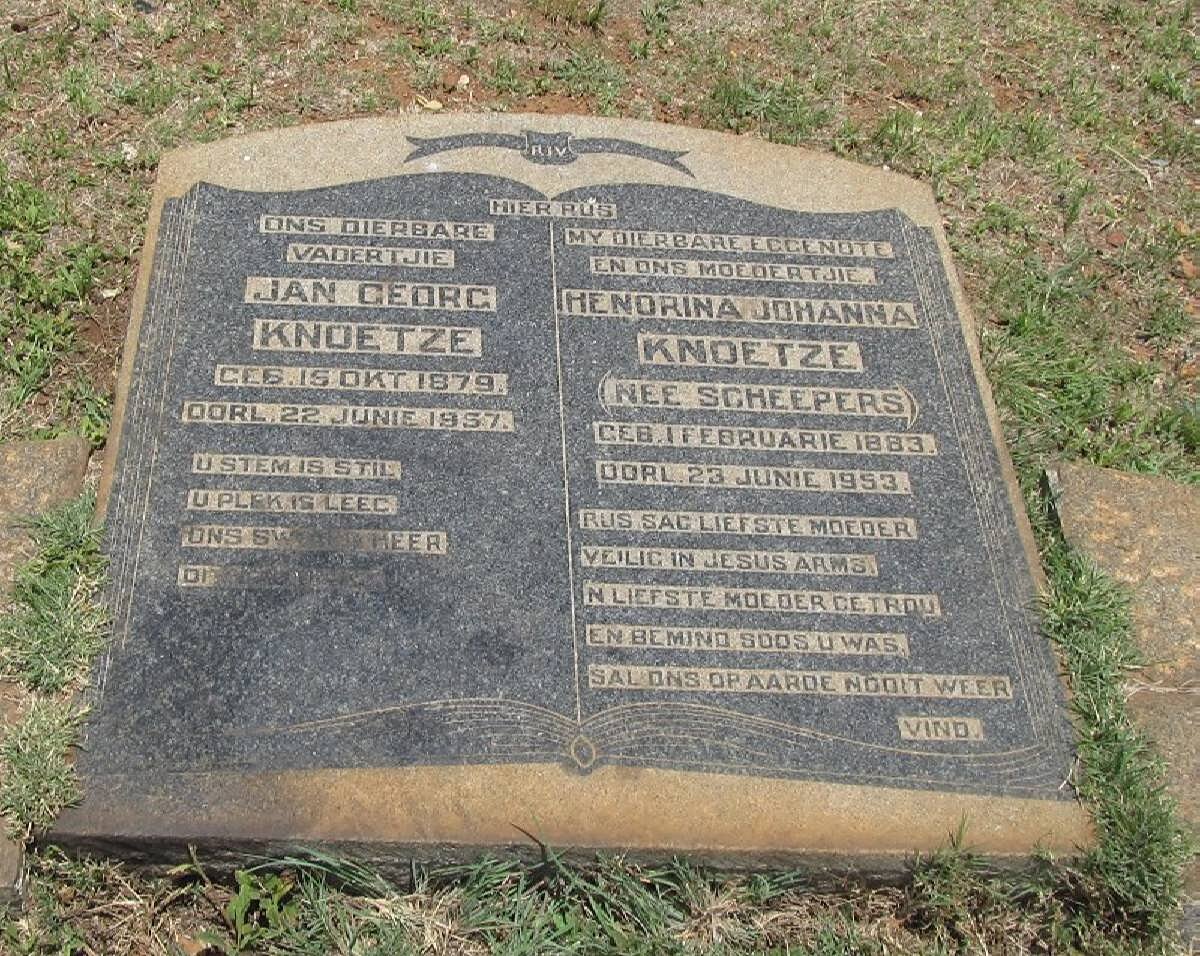 RIV
HIER RUS
ONS DIERBARE
VADERTJIE
JAN GEORG
KNOETZE
GEB. 15 OKT. 1879.
OORL. 22 JUNIE 1957.
U STEM IS STIL
U PLEK IS LEEG
ONS HEER
MY DIERBARE EGGENOTE
EN ONS MOEDERTJIE.
HENDRINA JOHANNA
KNOETZE
(NEE SCHEEPERS)
GEB. 1 FEBRUARIE 1883.
OORL. 23 JUNIE 1953.
RUS SAG LIEFSTE MOEDER
VEILIG IN JESUS ARMS.
N LIEFSTE MOEDER GETROU
EN BEMIND SOOS U WAS,
SAL ONS OP AARDE NOOIT WEER
VIND.